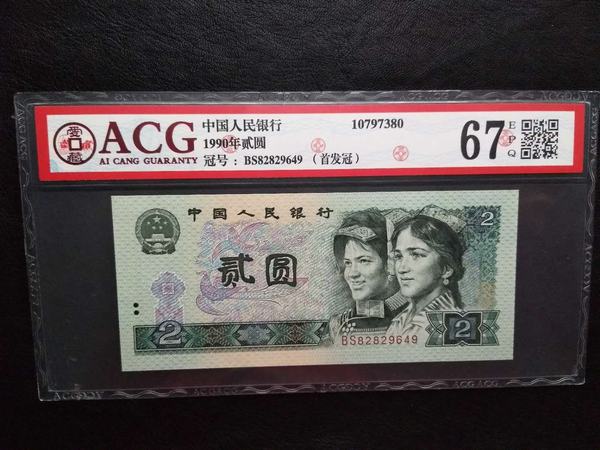 ACG
AI CANG GUARANTY
中国人民银行 10797380
1990年贰圆
冠号：BS82829649 （首发冠）
67 EPQ
中国人民银行
贰圆
2
2
BS82829649
2